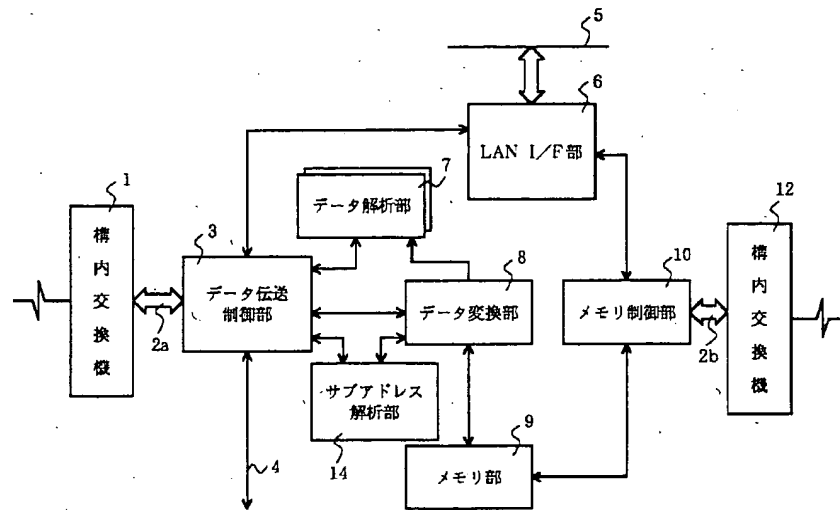 5
6
LAN I/F部
7
データ解析部
1
構内交換機
3
データ伝送
制御部
2a
8
データ変換部
10
メモリ制御部
2b
12
構内交換機
サブアドレス
解析部
14
4
9
メモリ部